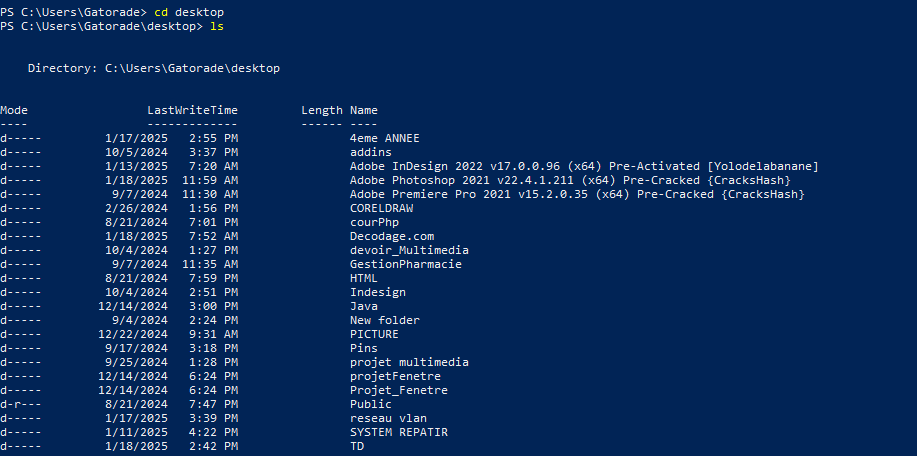 PS C:\Users\Gatorade> cd desktop
PS C:\Users\Gatorade\desktop> ls
Directory: C:\Users\Gatorade\desktop
Mode LastWriteTime Length Name
---- ------------- ------ ----
d----- 1/17/2025 2:55 PM 4eme ANNEE
d----- 10/5/2024 3:37 PM addins
d----- 1/13/2025 7:20 AM Adobe InDesign 2022 v17.0.0.96 (x64) Pre-Activated [Yolodelabanane]
d----- 1/18/2025 11:59 AM Adobe Photoshop 2021 v22.4.1.211 (x64) Pre-Cracked {CracksHash}
d----- 9/7/2024 11:30 AM Adobe Premiere Pro 2021 v15.2.0.35 (x64) Pre-Cracked {CracksHash}
d----- 2/26/2024 1:56 PM CORELDRAW
d----- 8/21/2024 7:01 PM courPhp
d----- 1/18/2025 7:52 AM Decodage.com
d----- 10/4/2024 1:27 PM devoir_Multimedia
d----- 9/7/2024 11:35 AM GestionPharmacie
d----- 8/21/2024 7:59 PM HTML
d----- 10/4/2024 2:51 PM Indesign
d----- 12/14/2024 3:00 PM Java
d----- 9/4/2024 2:24 PM New folder
d----- 12/22/2024 9:31 AM PICTURE
d----- 9/17/2024 3:18 PM Pins
d----- 9/25/2024 1:28 PM projet multimedia
d----- 12/14/2024 6:24 PM projetFenetre
d----- 12/14/2024 6:24 PM Projet_Fenetre
d-r--- 8/21/2024 7:47 PM Public
d----- 1/17/2025 3:39 PM reseau vlan
d----- 1/11/2025 4:22 PM SYSTEM REPATIR
d----- 1/18/2025 2:42 PM TD